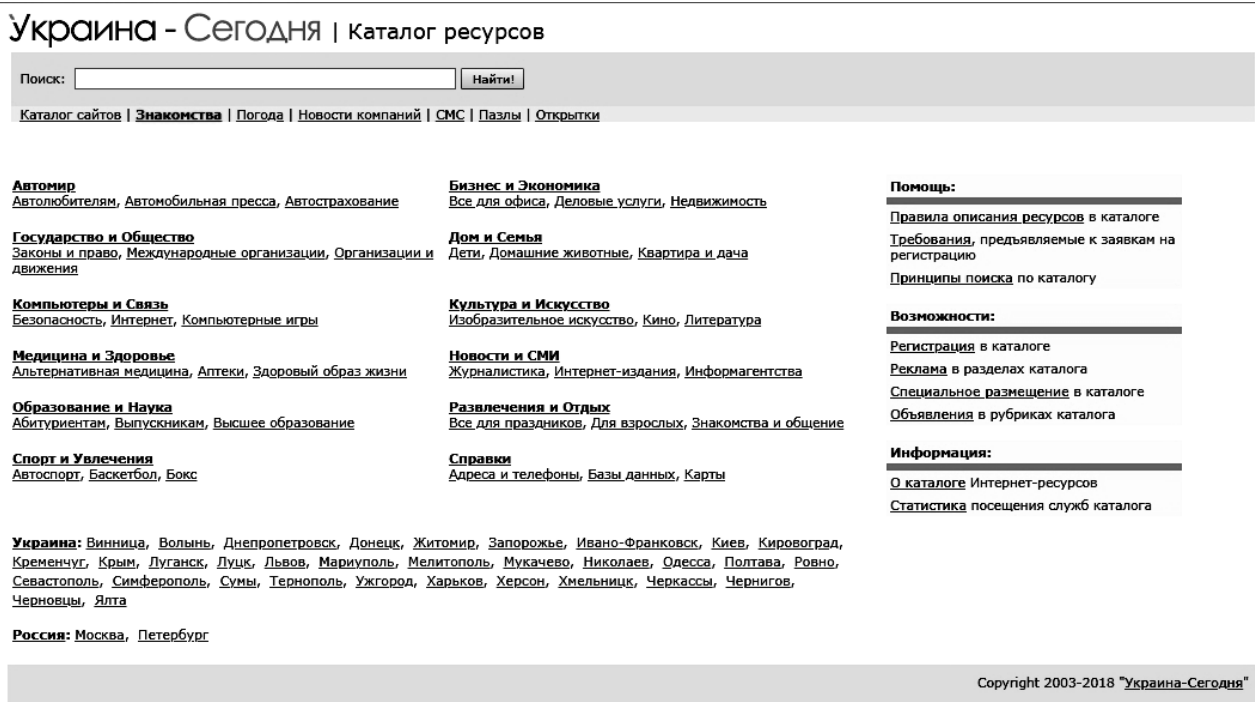 Украина - Сегодня | Каталог ресурсов
Поиск: Найти!
Каталог сайтов | Знакомства | Погода | Новости компаний | СМС | Пазлы | Открытки
Автомир
Автолюбителям, Автомобильная пресса, Автострахование
Государство и Общество
Законы и право, Международные организации, Организации и
движения
Компьютеры и Связь
Безопасность, Интернет, Компьютерные игры
Медицина и Здоровье
Альтернативная медицина, Аптеки, Здоровый образ жизни
Образование и Наука
Абитуриентам, Выпускникам, Высшее образование
Спорт и Увлечения
Автоспорт, Баскетбол, Бокс
Бизнес и Экономика
Все для офиса, Деловые услуги, Недвижимость
Дом и Семья
Дети, Домашние животные, Квартира и дача
Культура и Искусство
Изобразительное искусство, Кино, Литература
Новости и СМИ
Журналистика, Интернет-издания, Информагентства
Развлечения и Отдых
Все для праздников, Для взрослых, Знакомства и общение
Справки
Адреса и телефоны, Базы данных, Карты
Украина: Винница, Волынь, Днепропетровск, Донецк, Житомир, Запорожье, Ивано-Франковск, Киев, Кировоград,
Кременчуг, Крым, Луганск, Луцк, Львов, Мариуполь, Мелитополь, Мукачево, Николаев, Одесса, Полтава, Ровно,
Севастополь, Симферополь, Сумы, Тернополь, Ужгород, Харьков, Херсон, Хмельницк, Черкассы, Чернигов,
Черновцы, Ялта
Россия: Москва, Петербург
Помощь:
Правила описания ресурсов в каталоге
Требования, предъявляемые к заявкам на
регистрацию
Принципы поиска по каталогу
Возможности:
Регистрация в каталоге
Реклама в разделах каталога
Специальное размещение в каталоге
Объявления в рубриках каталога
Информация:
О каталоге Интернет-ресурсов
Статистика посещения служб каталога
Copyright 2003-2018 "Украина-Сегодня"